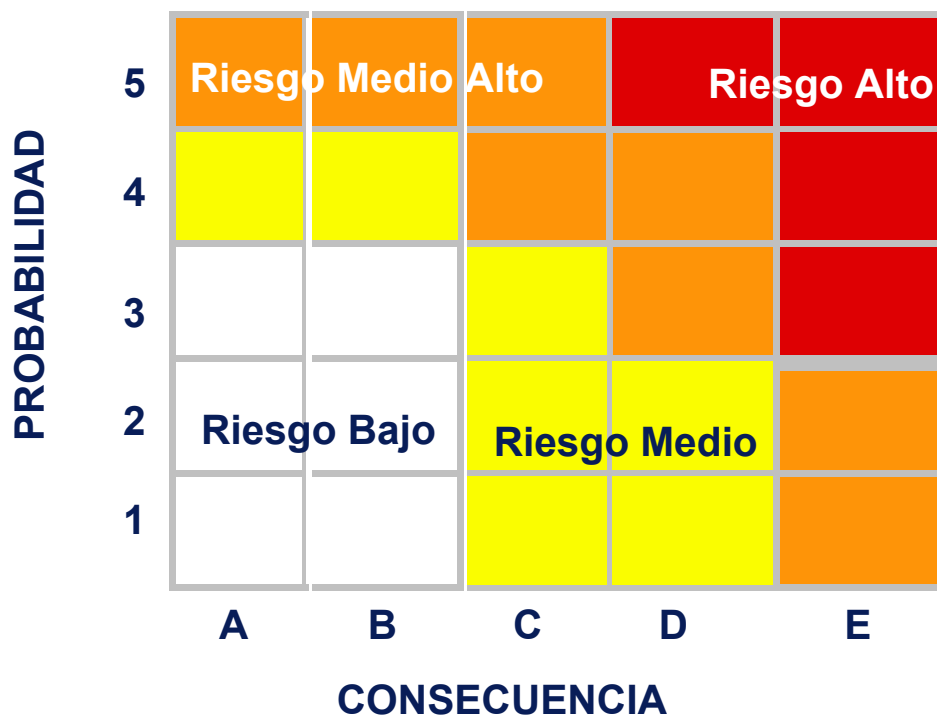 PROBABILIDAD
5
Riesgo Medio Alto
Riesgo Alto
4
3
2
Riesgo Bajo
Riesgo Medio
1
A
B
C
D
E
CONSECUENCIA